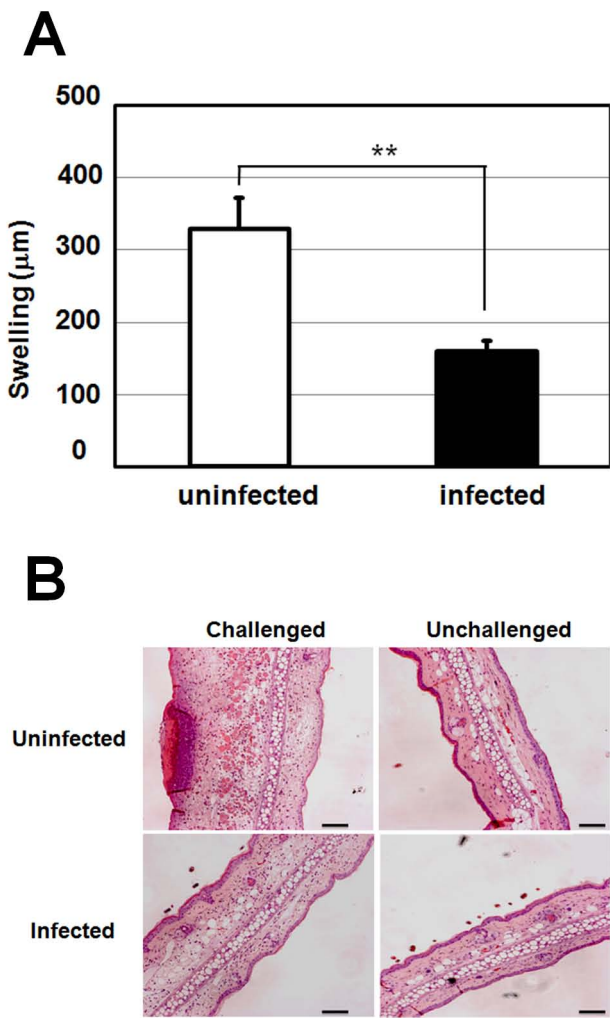 A
500
400
300
200
100
0
Swelling (μm)
**
uninfected infected
B
Challenged Unchallenged
Uninfected
Infected